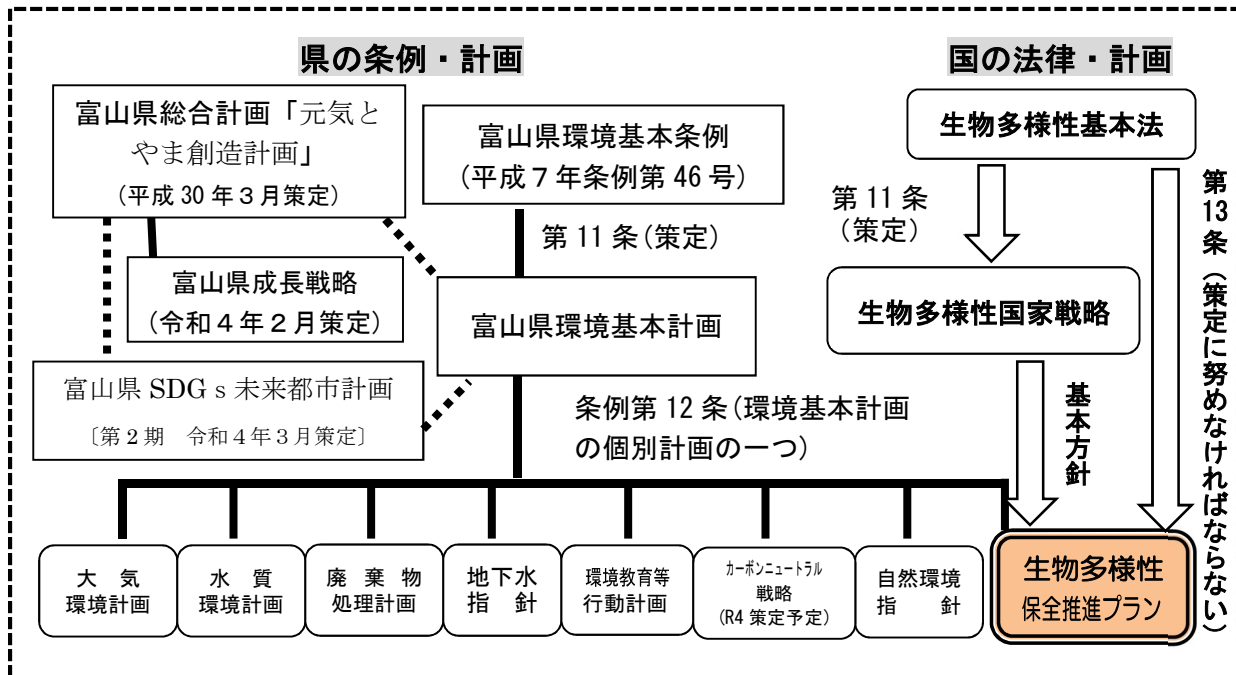 県の条例・計画
国の法律・計画
富山県総合計画「元気と
やま創造計画」
(平成30年3月策定)
富山県環境基本条例
(平成7年条例第46号)
生物多様性基本法
第11条(策定)
第11条
(策定)
第13条(策定に努めなければならない)
富山県成長戦略
(令和4年2月策定)
富山県環境基本計画
生物多様性国家戦略
富山県SDGs未来都市計画
〔第2期 令和4年3月策定〕
条例第12条(環境基本計画
の個別計画の一つ)
基本方針
大 気
環境計画
水 質
環境計画
廃 棄 物
処理計画
地下水
指 針
環境教育等
行動計画
カーボンニュートラル
戦略
(R4策定予定)
自然環境
指 針
生物多様性
保全推進プラン